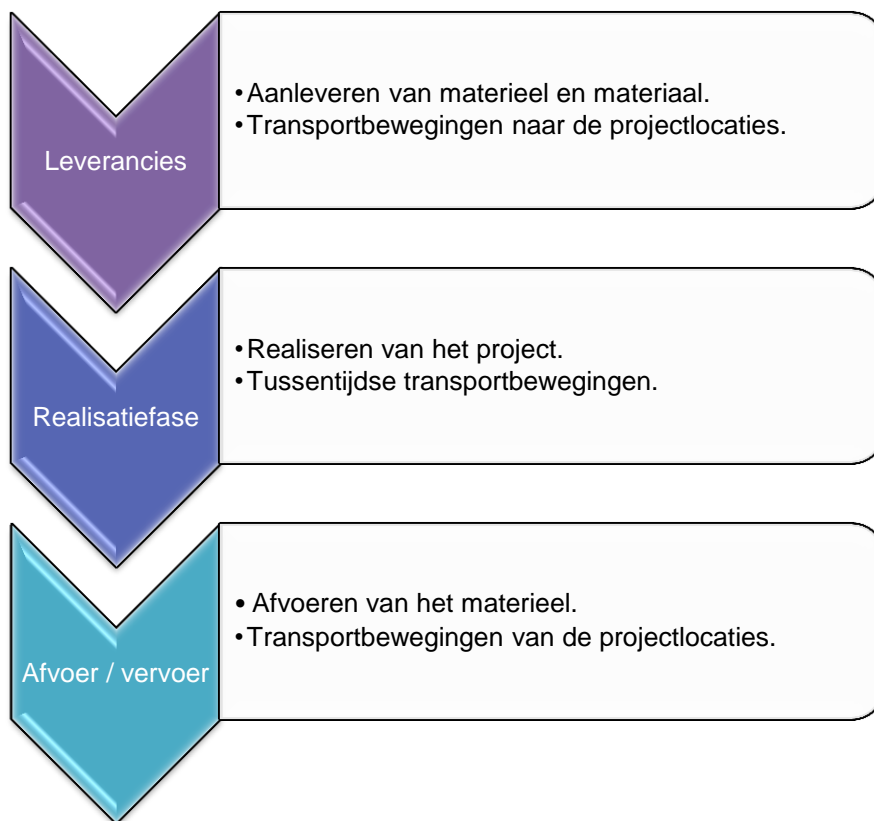 Leverancies
•Aanleveren van materieel en materiaal.
•Transportbewegingen naar de projectlocaties.
Realisatiefase
•Realiseren van het project.
•Tussentijdse transportbewegingen.
Afvoer / vervoer
• Afvoeren van het materieel.
•Transportbewegingen van de projectlocaties.